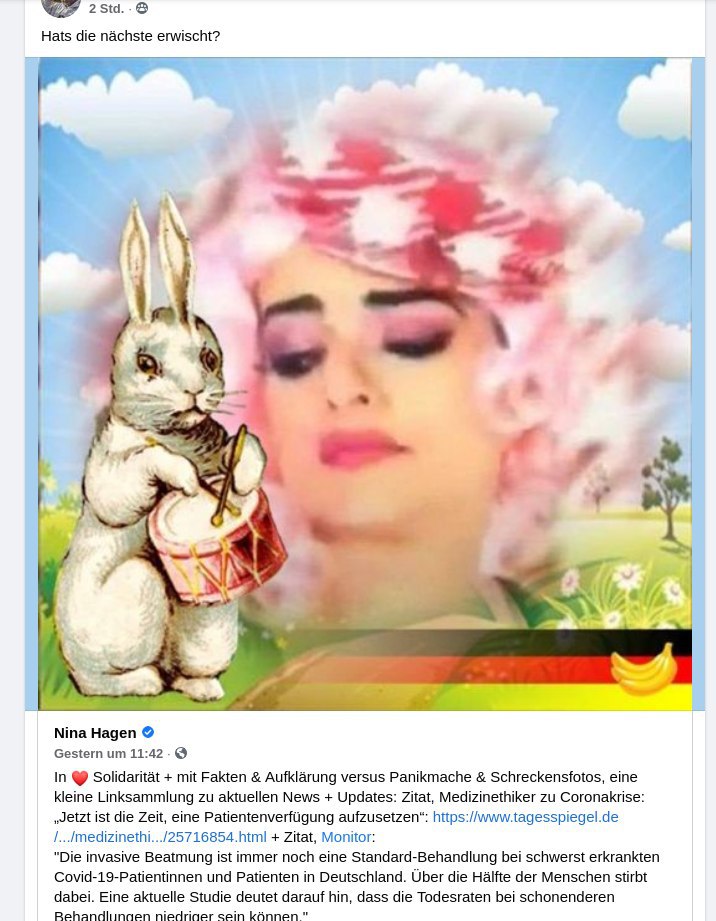 2 Std. ·
Hats die nächste erwischt?
Nina Hagen
Gestern um 11:42 ·
In ❤️ Solidarität + mit Fakten & Aufklärung versus Panikmache & Schreckensfotos, eine
kleine Linksammlung zu aktuellen News + Updates: Zitat, Medizinethiker zu Coronakrise:
„Jetzt ist die Zeit, eine Patientenverfügung aufzusetzen“: https://www.tagesspiegel.de
/.../medizinethi.../25716854.html + Zitat, Monitor:
"Die invasive Beatmung ist immer noch eine Standard-Behandlung bei schwerst erkrankten
Covid-19-Patientinnen und Patienten in Deutschland. Über die Hälfte der Menschen stirbt
dabei. Eine aktuelle Studie deutet darauf hin, dass die Todesraten bei schonenderen
Behandlungen niedriger sein können."